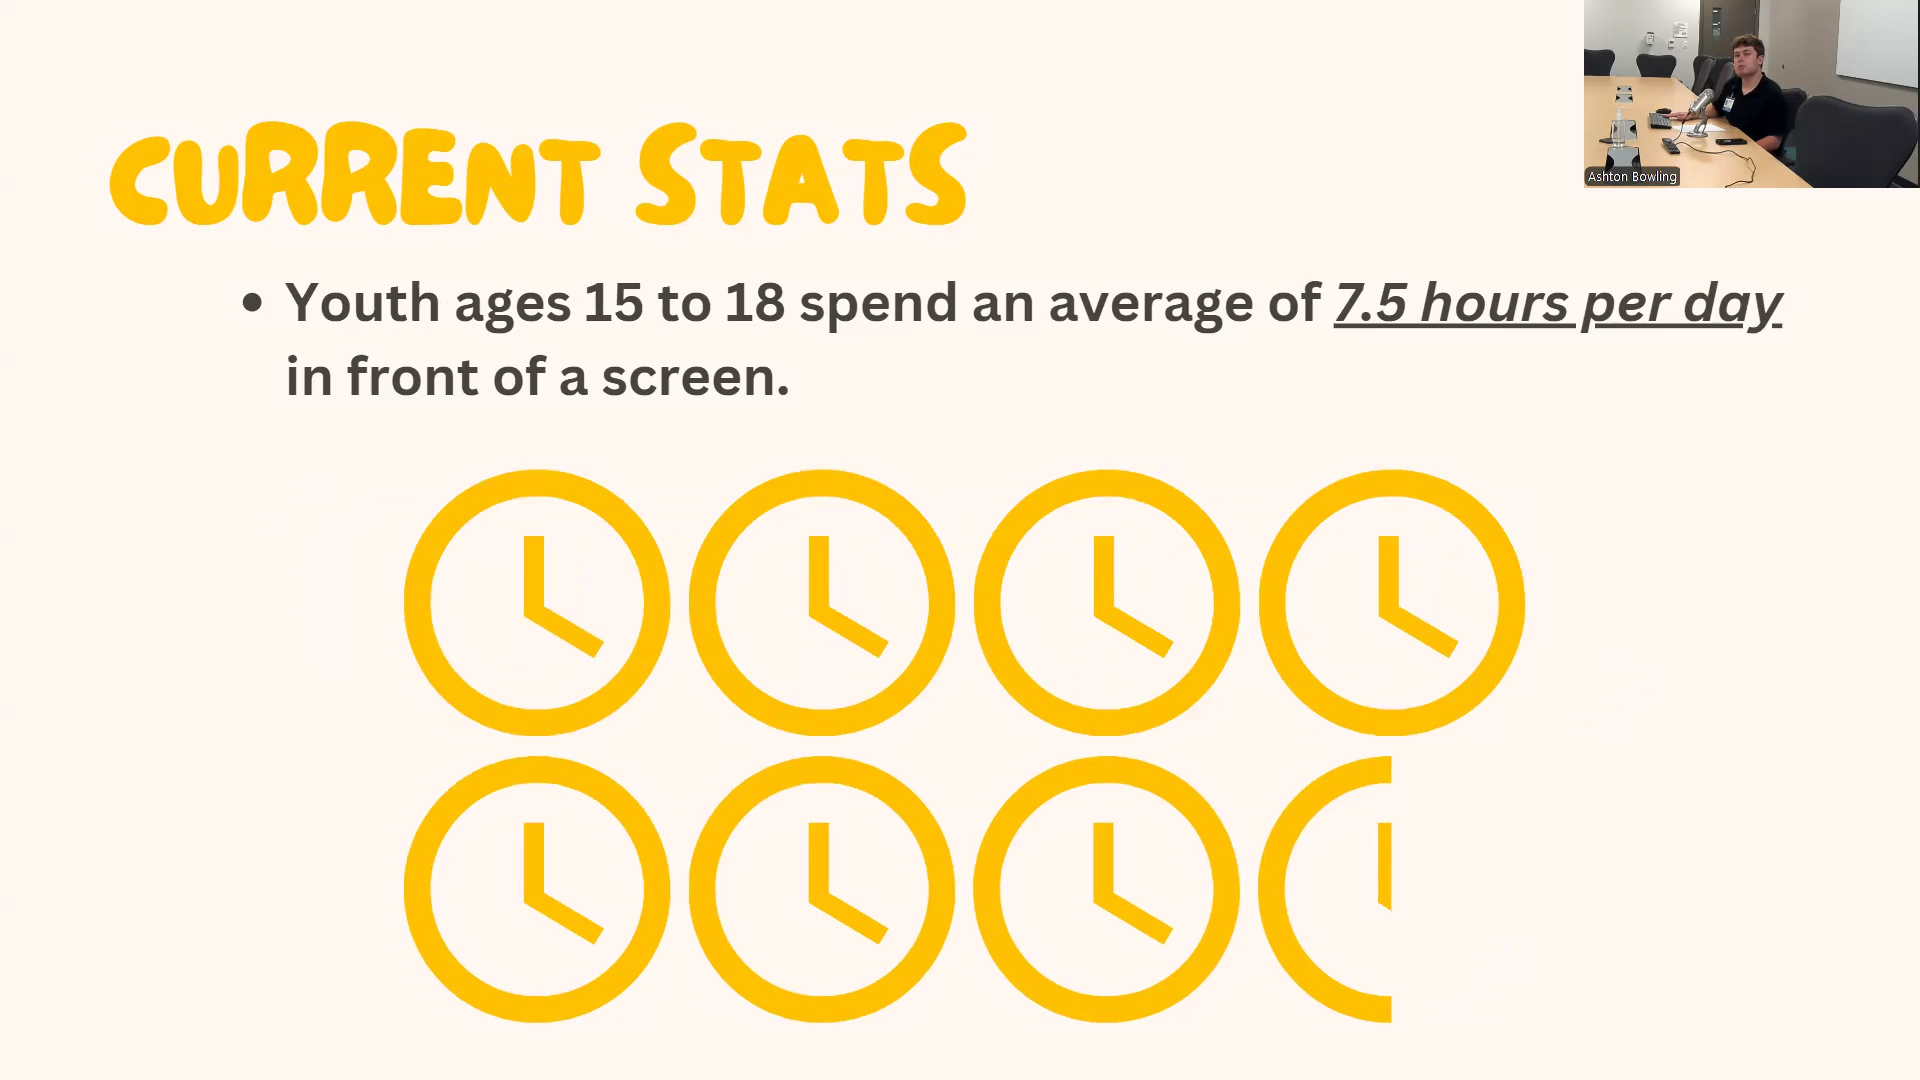 CURRENT STATS
• Youth ages 15 to 18 spend an average of 7.5 hours per day
in front of a screen.
Ashton Bowling